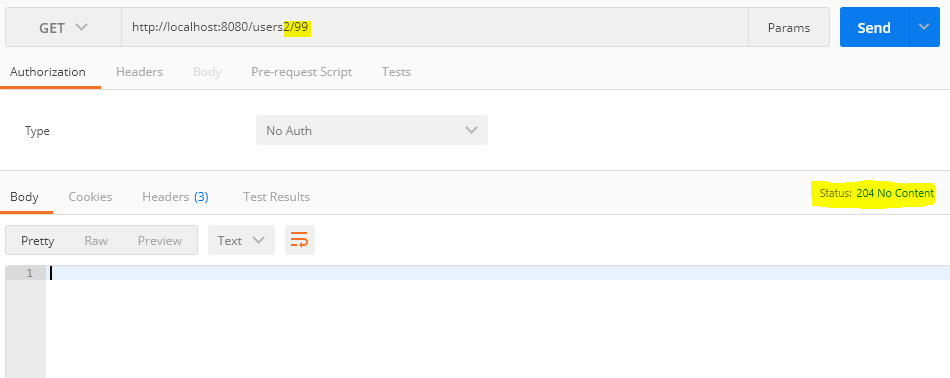 GET http://localhost:8080/users2/99 Params Send
Authorization Headers Body Pre-request Script Tests
Type No Auth
Body Cookies Headers (3) Test Results Status: 204 No Content
Pretty Raw Preview Text
1